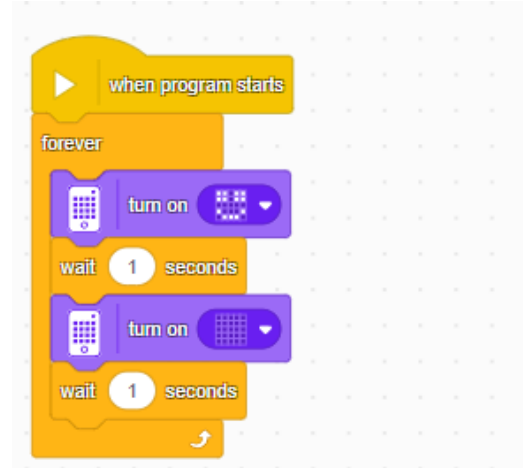 when program starts
forever
turn on
wait 1 seconds
turn on
wait 1 seconds